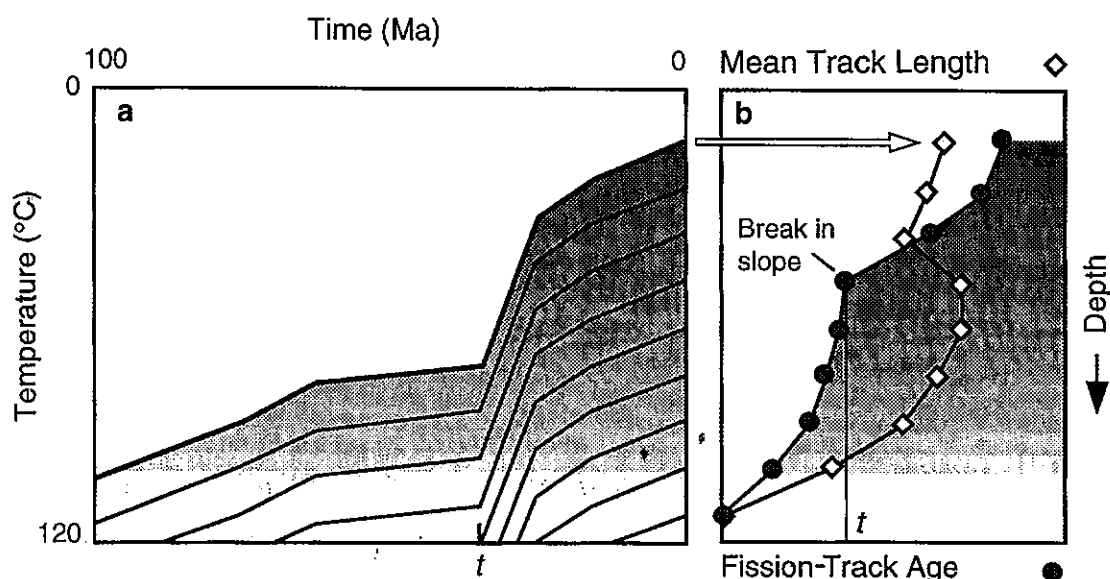 Time (Ma)
100 0
0
a
Temperature (°C)
120
t
Mean Track Length
b
Break in
slope
Depth
t
Fission-Track Age